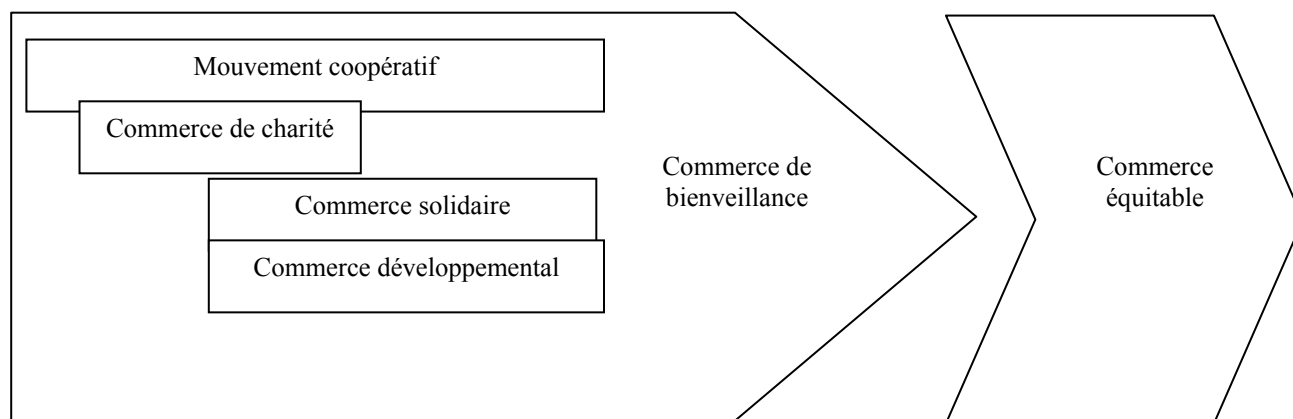 Mouvement coopératif
Commerce de charité
Commerce solidaire
Commerce développemental
Commerce de
bienveillance
Commerce
équitable